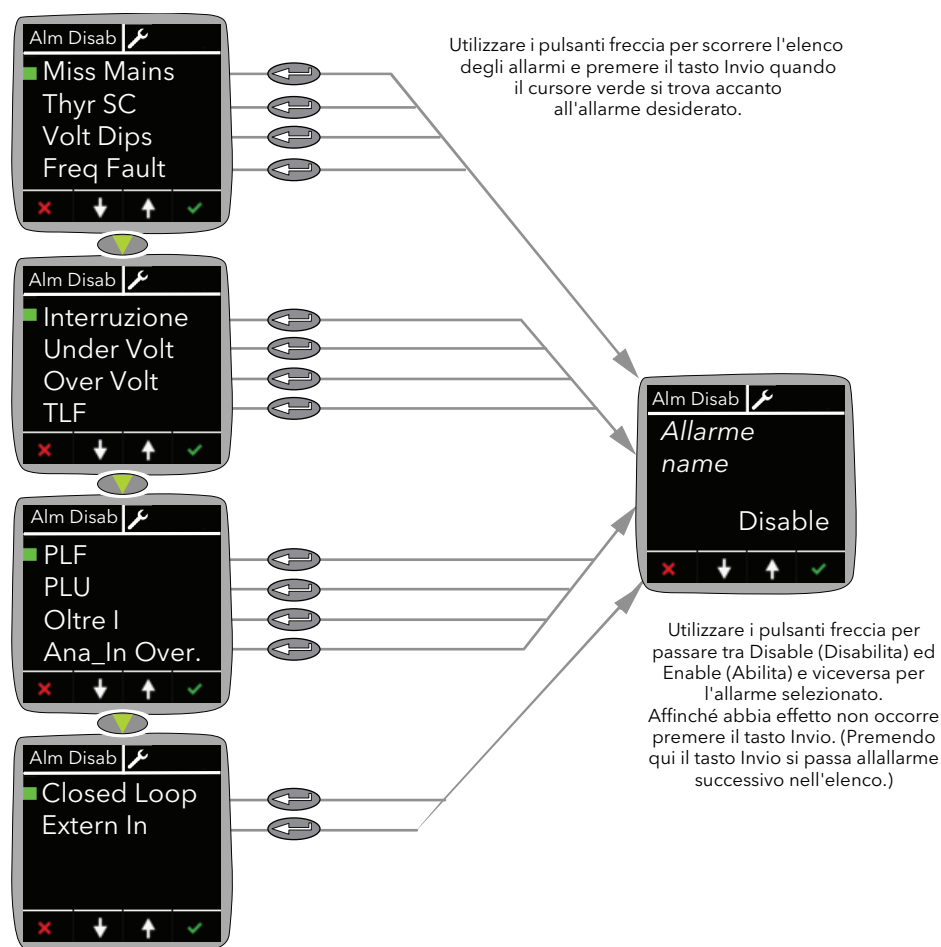 Alm Disab
Miss Mains
Thyr SC
Volt Dips
Freq Fault
Utilizzare i pulsanti freccia per scorrere l'elenco
degli allarmi e premere il tasto Invio quando
il cursore verde si trova accanto
all'allarme desiderato.
Alm Disab
Interruzione
Under Volt
Over Volt
TLF
Alm Disab
PLF
PLU
Oltre I
Ana_In Over.
Alm Disab
Closed Loop
Extern In
Alm Disab
Allarme
name
Disable
Utilizzare i pulsanti freccia per
passare tra Disable (Disabilita) ed
Enable (Abilita) e viceversa per
l'allarme selezionato.
Affinché abbia effetto non occorre
premere il tasto Invio. (Premendo
qui il tasto Invio si passa allallarme
successivo nell'elenco.)